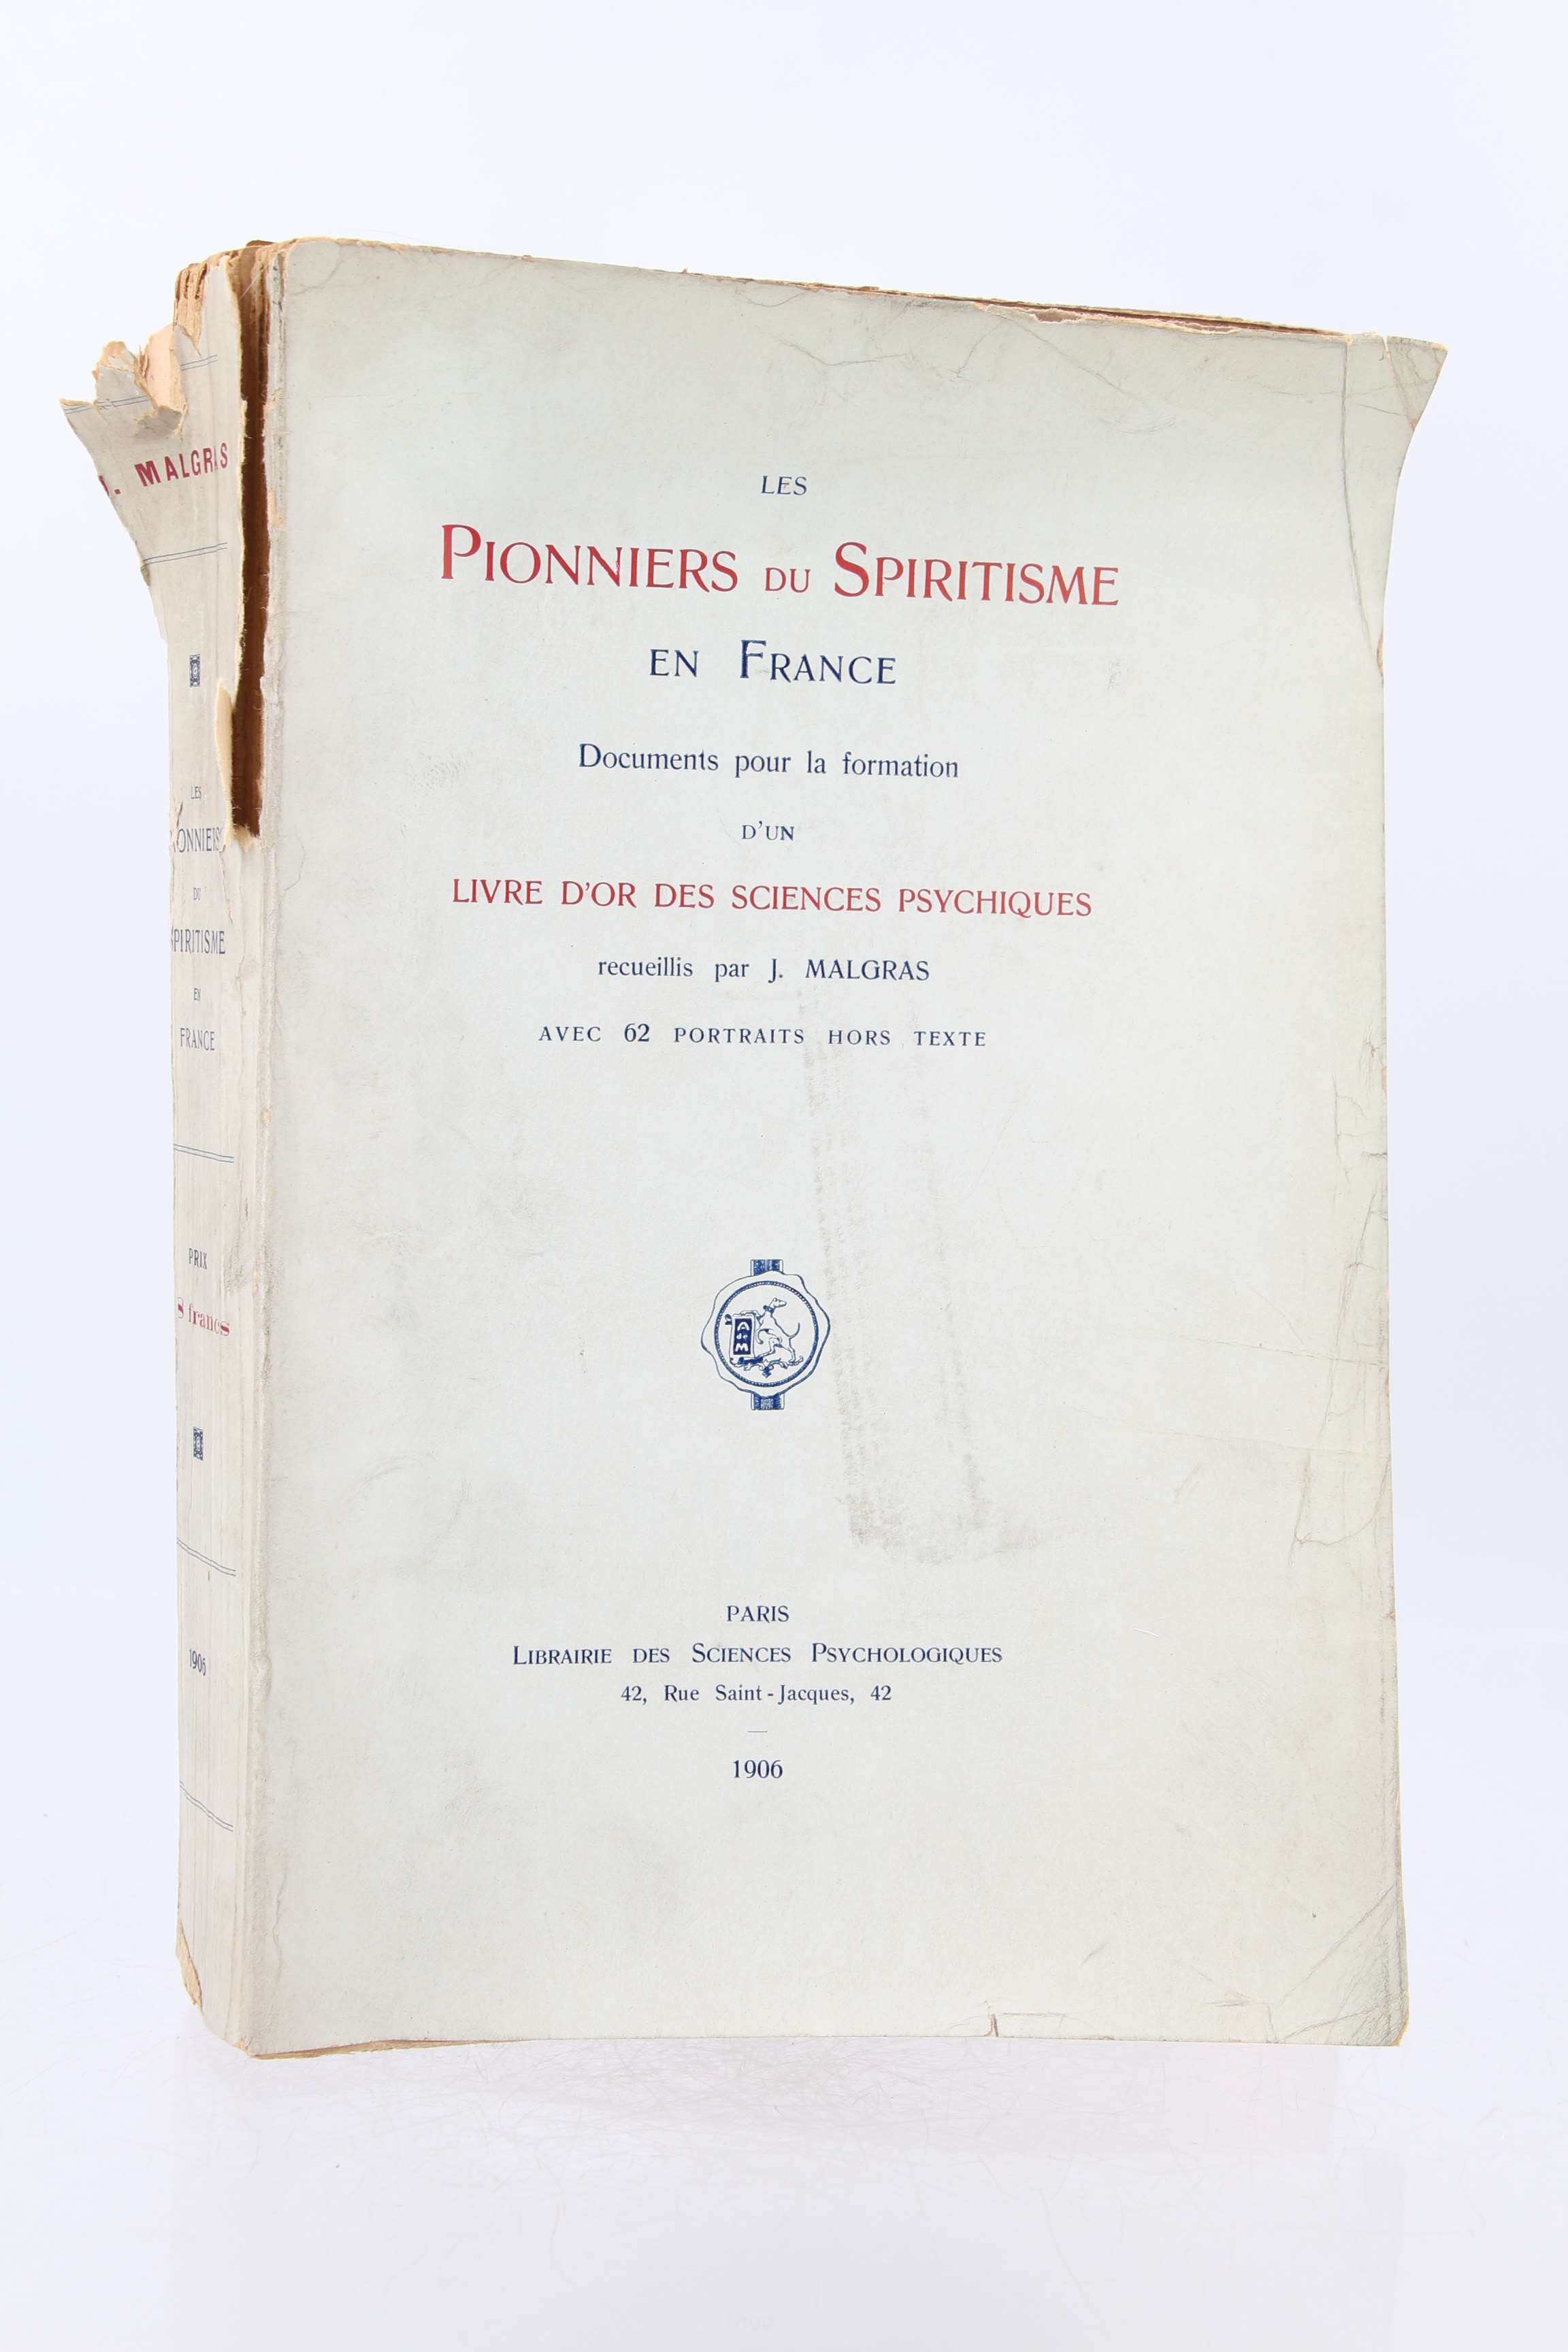 J. MALGRAS
LES
PIONNIERS
DU
SPIRITISME
EN
FRANCE
PRIX
8 francs
1906
LES
PIONNIERS DU SPIRITISME
EN FRANCE
Documents pour la formation
D'UN
LIVRE D'OR DES SCIENCES PSYCHIQUES
recueillis par J. MALGRAS
AVEC 62 PORTRAITS HORS TEXTE
A DE M
PARIS
LIBRAIRIE DES SCIENCES PSYCHOLOGIQUES
42, Rue Saint-Jacques, 42
1906